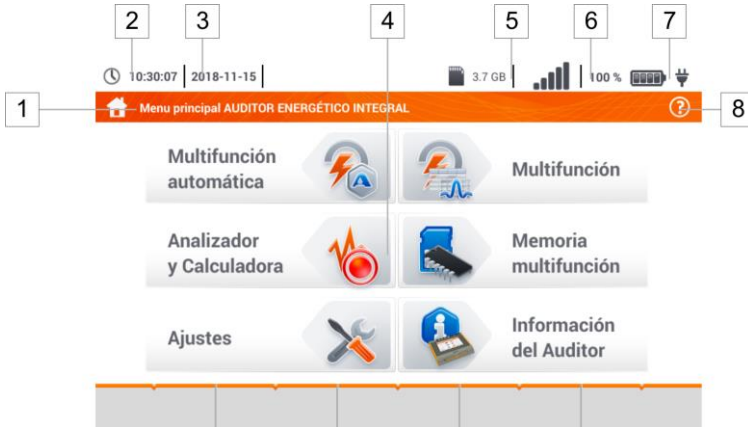 2 3 4 5 6 7
10:30:07 2018-11-15 3.7 GB 100 %
1 Menu principal AUDITOR ENERGÉTICO INTEGRAL ? 8
Multifunción
automática
Multifunción
Analizador
y Calculadora
Memoria
multifunción
Ajustes
Información
del Auditor